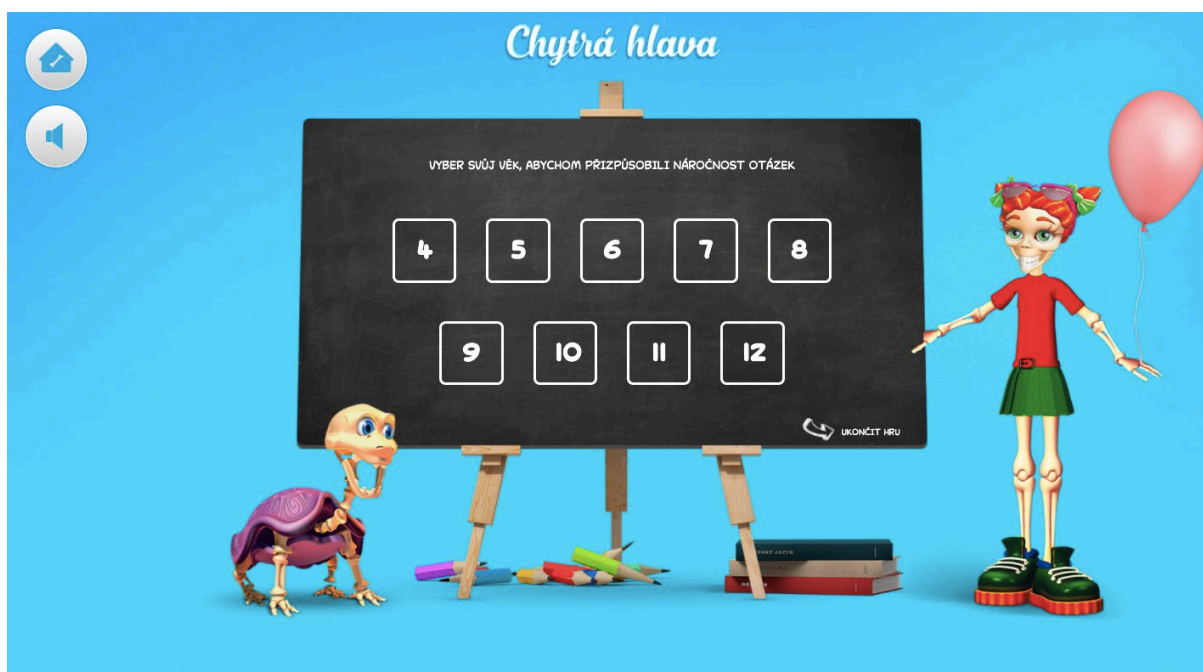 Chytrá hlava
VYBER SVŮJ VĚK, ABYCHOM PŘIZPŮSOBILI NÁROČNOST OTÁZEK
4 5 6 7 8
9 10 11 12
UKONČIT HRU
JAZYK